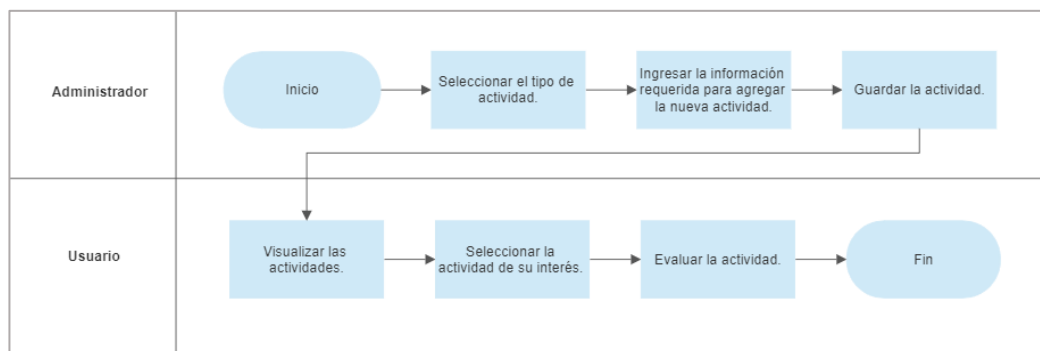 Administrador
Inicio
Seleccionar el tipo de
actividad.
Ingresar la información
requerida para agregar
la nueva actividad.
Guardar la actividad.
Usuario
Visualizar las
actividades.
Seleccionar la
actividad de su interés.
Evaluar la actividad.
Fin